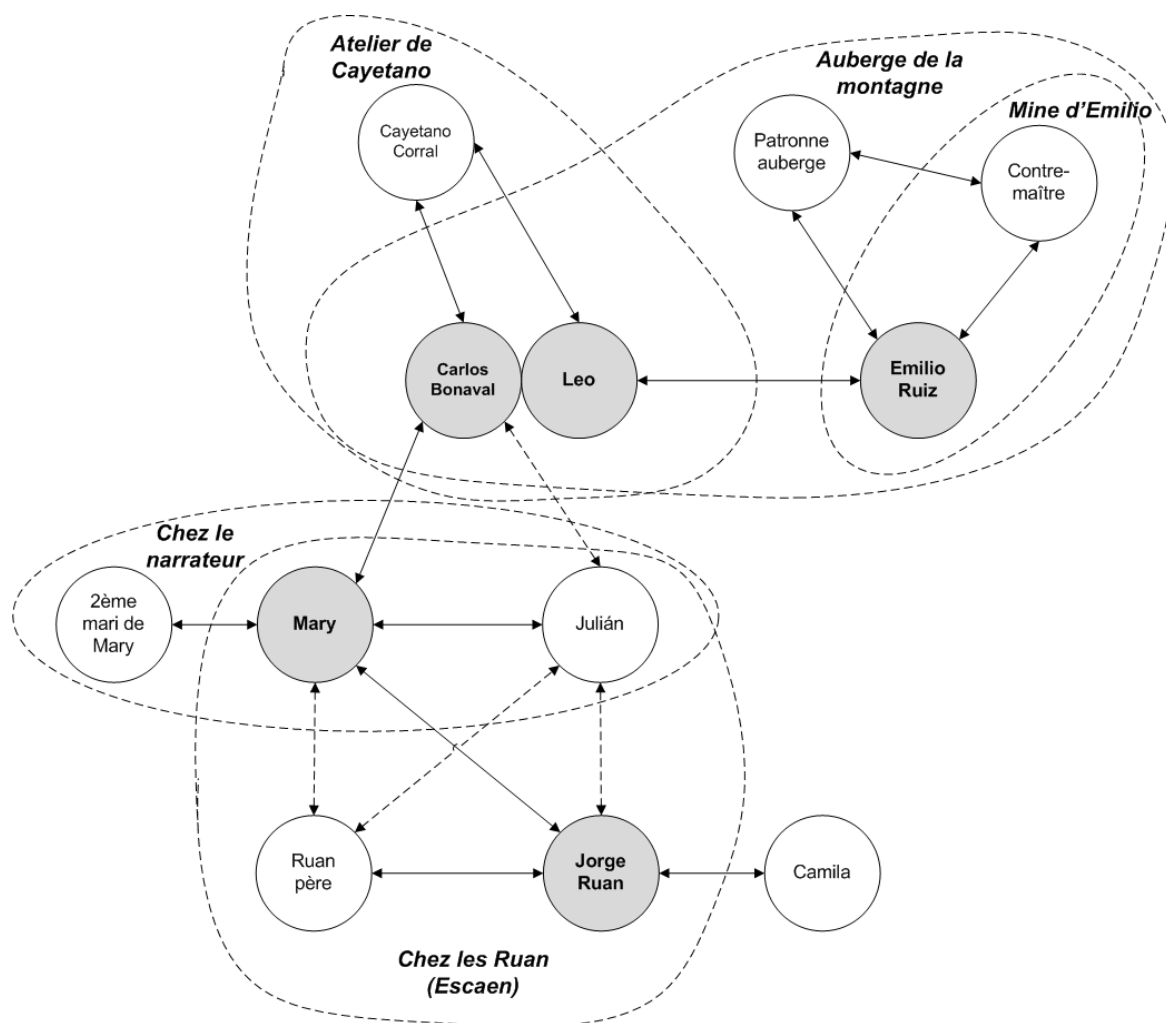 Atelier de
Cayetano
Auberge de la
montagne
Mine d'Emilio
Cayetano
Corral
Patronne
auberge
Contre-
maître
Carlos
Bonaval
Leo
Emilio
Ruiz
Chez le
narrateur
2ème
mari de
Mary
Mary
Julián
Ruan
père
Jorge
Ruan
Camila
Chez les Ruan
(Escaen)